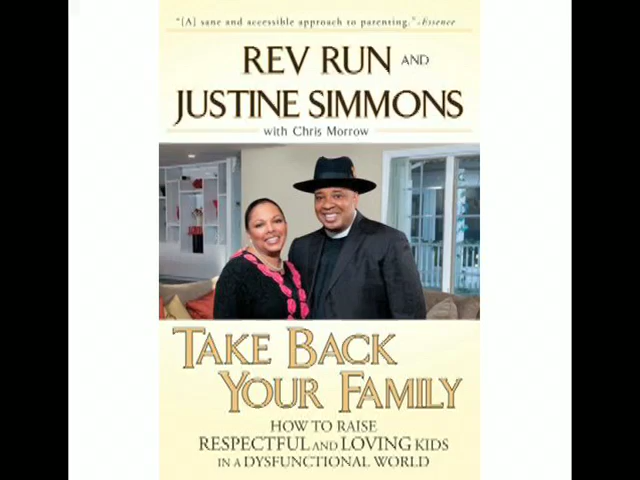 "[A] sane and accessible approach to parenting." Essence
REV RUN AND
JUSTINE SIMMONS
with Chris Morrow
TAKE BACK
YOUR FAMILY
HOW TO RAISE
RESPECTFUL AND LOVING KIDS
IN A DYSFUNCTIONAL WORLD